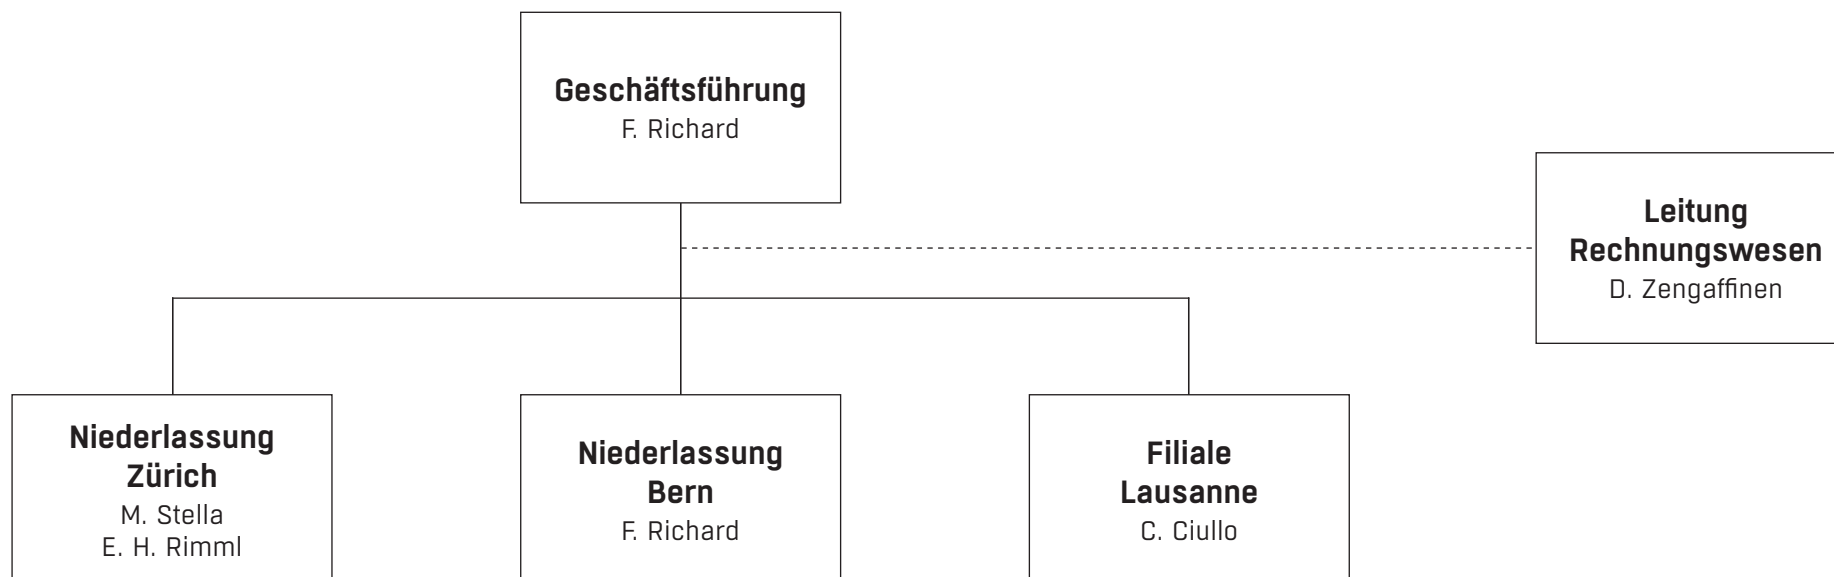 Geschäftsführung
F. Richard
Leitung
Rechnungswesen
D. Zengaffinen
Niederlassung
Zürich
M. Stella
E. H. Rimml
Niederlassung
Bern
F. Richard
Filiale
Lausanne
C. Ciullo